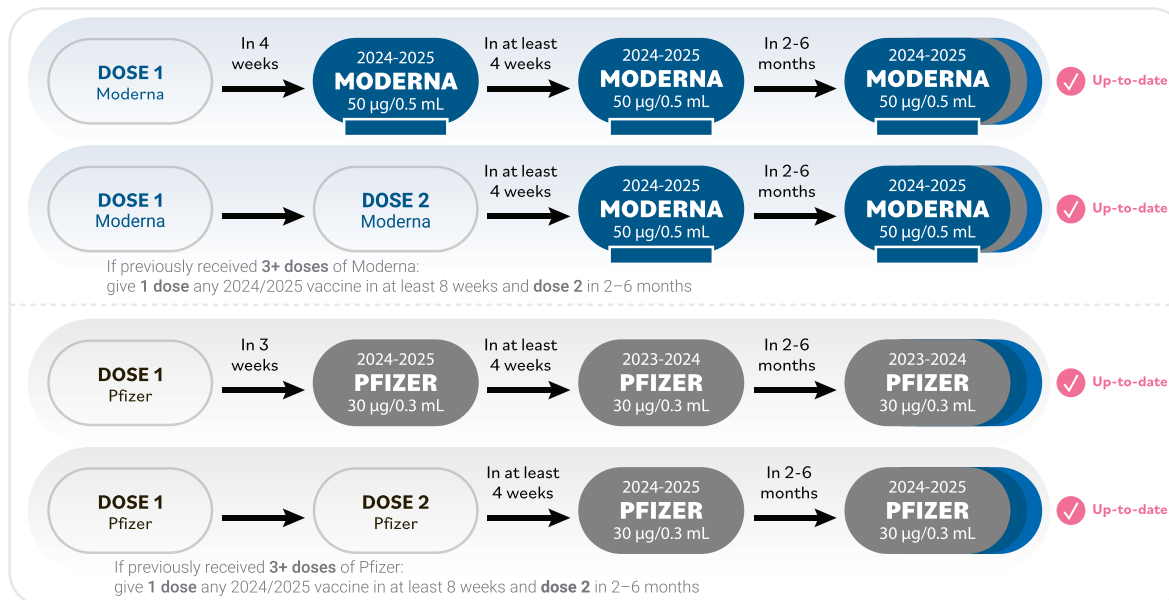 In 4
weeks
In at least
4 weeks
In 2-6
months
DOSE 1
Moderna
2024-2025
MODERNA
50 µg/0.5 mL
2024-2025
MODERNA
50 µg/0.5 mL
2024-2025
MODERNA
50 µg/0.5 mL
Up-to-date
In at least
4 weeks
In 2-6
months
DOSE 1
Moderna
DOSE 2
Moderna
2024-2025
MODERNA
50 µg/0.5 mL
2024-2025
MODERNA
50 µg/0.5 mL
Up-to-date
If previously received 3+ doses of Moderna:
give 1 dose any 2024/2025 vaccine in at least 8 weeks and dose 2 in 2–6 months
In 3
weeks
In at least
4 weeks
In 2-6
months
DOSE 1
Pfizer
2024-2025
PFIZER
30 µg/0.3 mL
2023-2024
PFIZER
30 µg/0.3 mL
2023-2024
PFIZER
30 µg/0.3 mL
Up-to-date
In at least
4 weeks
In 2-6
months
DOSE 1
Pfizer
DOSE 2
Pfizer
2024-2025
PFIZER
30 µg/0.3 mL
2024-2025
PFIZER
30 µg/0.3 mL
Up-to-date
If previously received 3+ doses of Pfizer:
give 1 dose any 2024/2025 vaccine in at least 8 weeks and dose 2 in 2–6 months